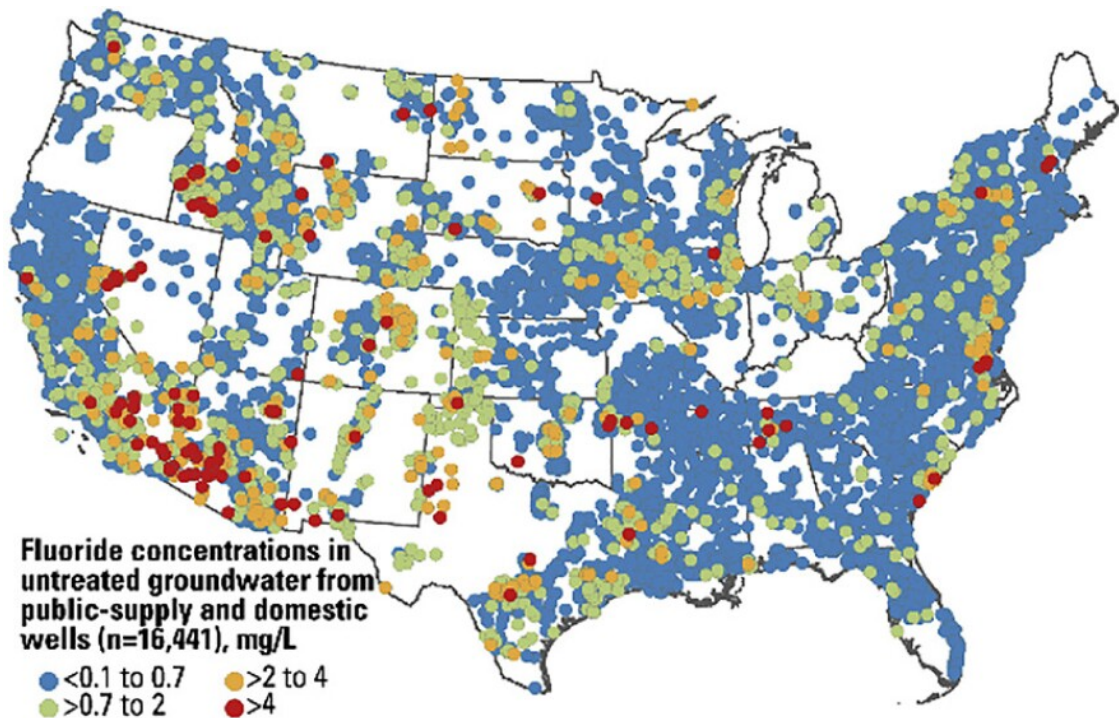 Fluoride concentrations in
untreated groundwater from
public-supply and domestic
wells (n=16,441), mg/L
<0.1 to 0.7 >2 to 4
>0.7 to 2 >4